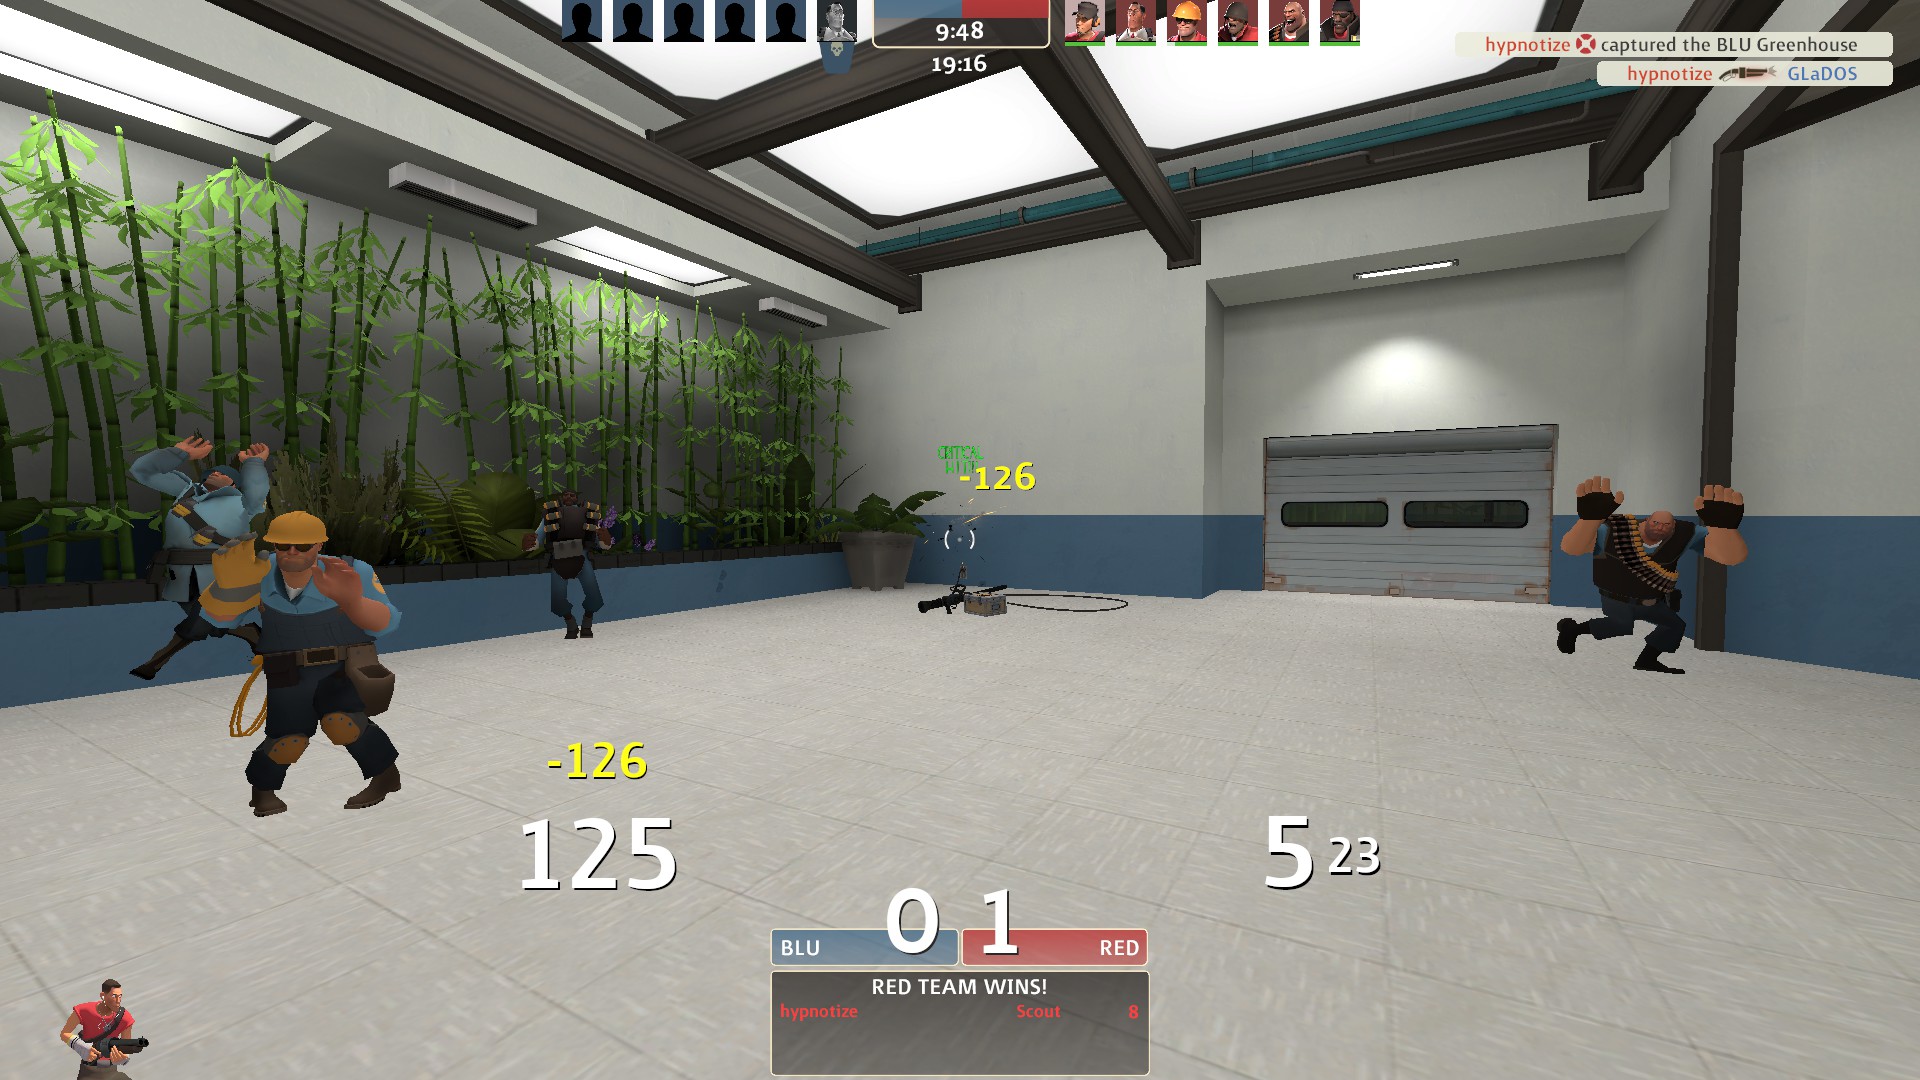 9:48
19:16
hypnotize captured the BLU Greenhouse
hypnotize GLaDOS
CRITICAL
-126
-126
125
5 23
0 1
BLU RED
RED TEAM WINS!
hypnotize Scout 8